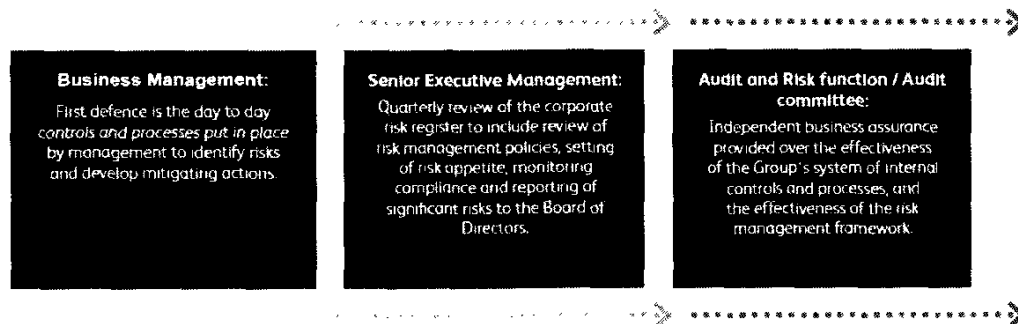 Business Management:
First defence is the day to day
controls and processes put in place
by management to identify risks
and develop mitigating actions.
Senior Executive Management:
Quarterly review of the corporate
risk register to include review of
risk management policies, setting
of risk appetite, monitoring
compliance and reporting of
significant risks to the Board of
Directors.
Audit and Risk function / Audit
committee:
Independent business assurance
provided over the effectiveness
of the Group's system of internal
controls and processes, and
the effectiveness of the risk
management framework.